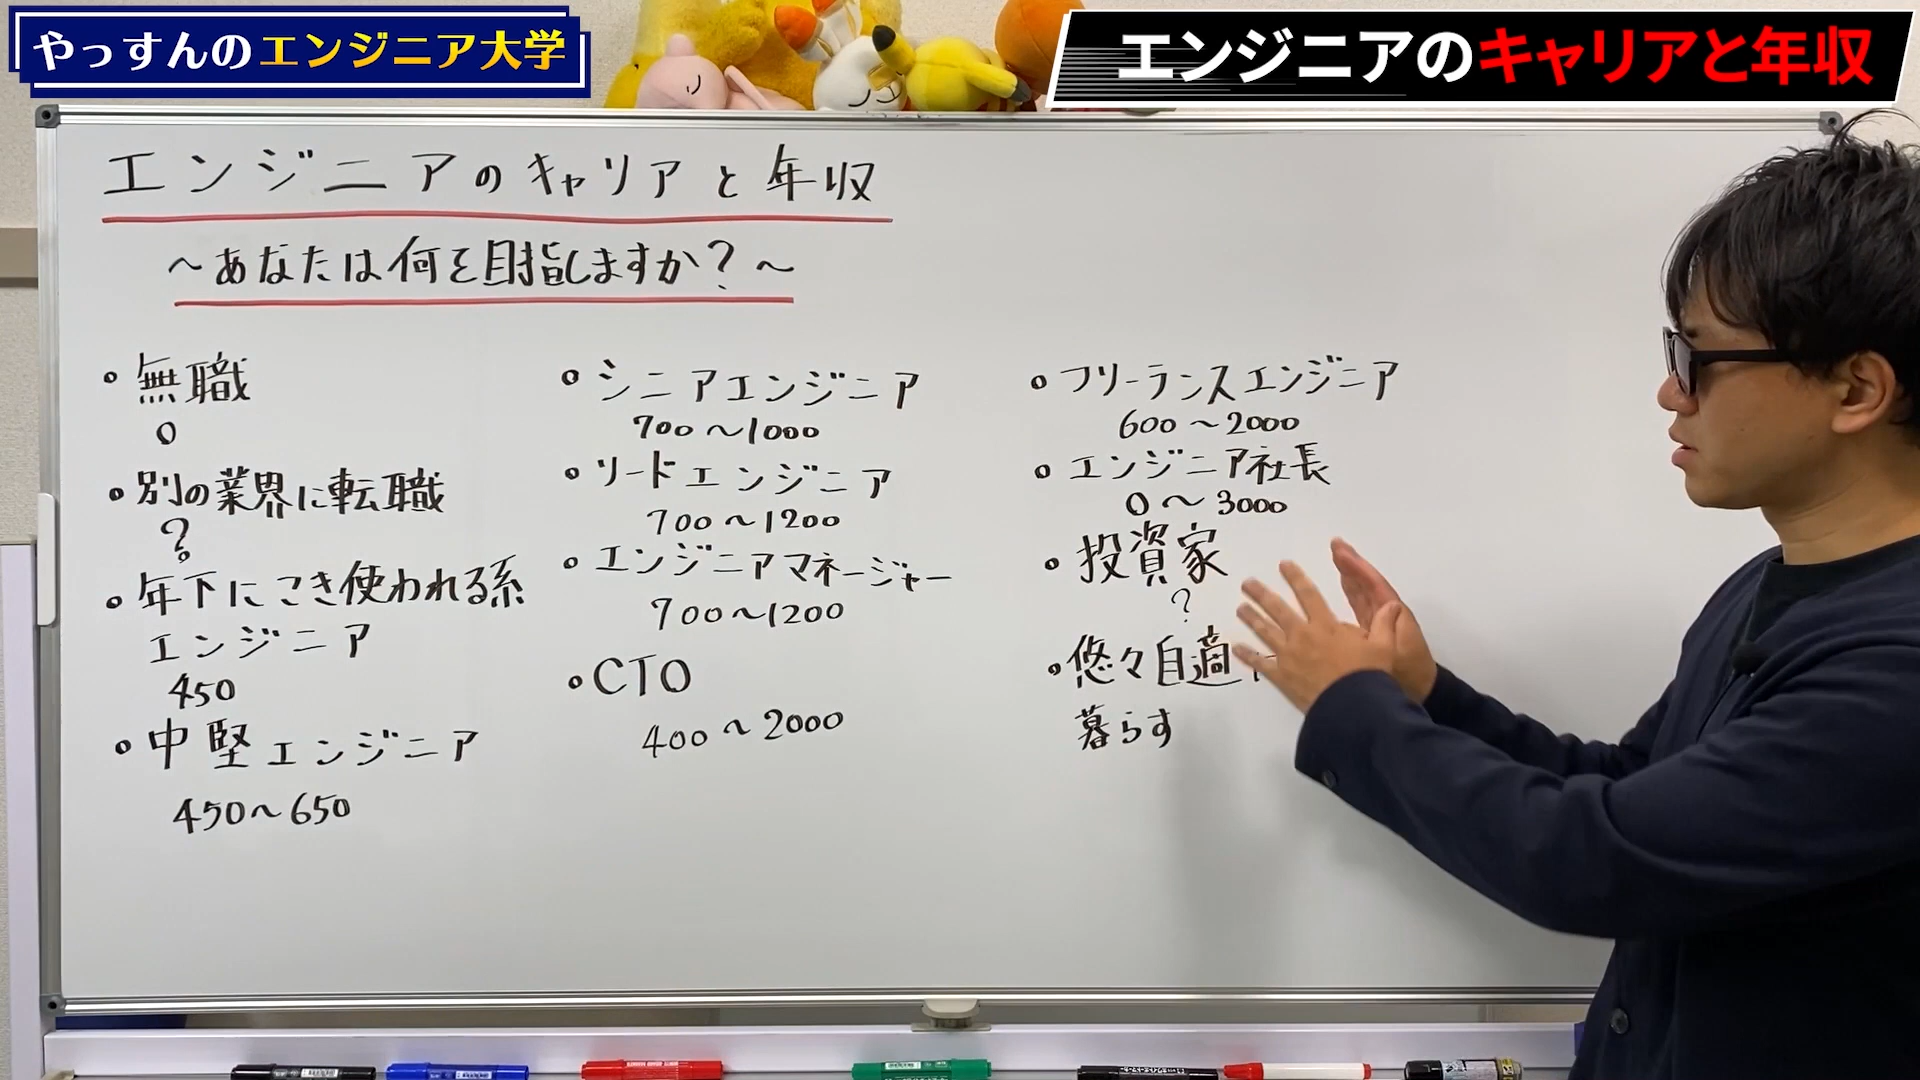 やっすんのエンジニア大学
エンジニアのキャリアと年収
エンジニアのキャリアと年収
～あなたは何を目指しますか?～
・無職
0
・別の業界に転職
?
・年下にこき使われる系
エンジニア
450
・中堅エンジニア
450～650
・シニアエンジニア
700～1000
・リードエンジニア
700～1200
・エンジニアマネージャー
700～1200
・CTO
400～2000
・フリーランスエンジニア
600～2000
・エンジニア社長
0～3000
・投資家
?
・悠々自適に
暮らす